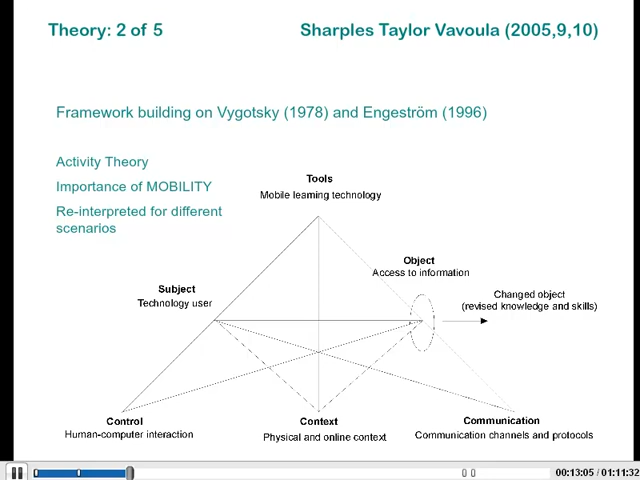 Theory: 2 of 5
Sharples Taylor Vavoula (2005,9,10)
Framework building on Vygotsky (1978) and Engeström (1996)
Activity Theory
Importance of MOBILITY
Re-interpreted for different
scenarios
Tools
Mobile learning technology
Object
Access to information
Subject
Technology user
Changed object
(revised knowledge and skills)
Control
Human-computer interaction
Context
Physical and online context
Communication
Communication channels and protocols
00:13:05 / 01:11:32